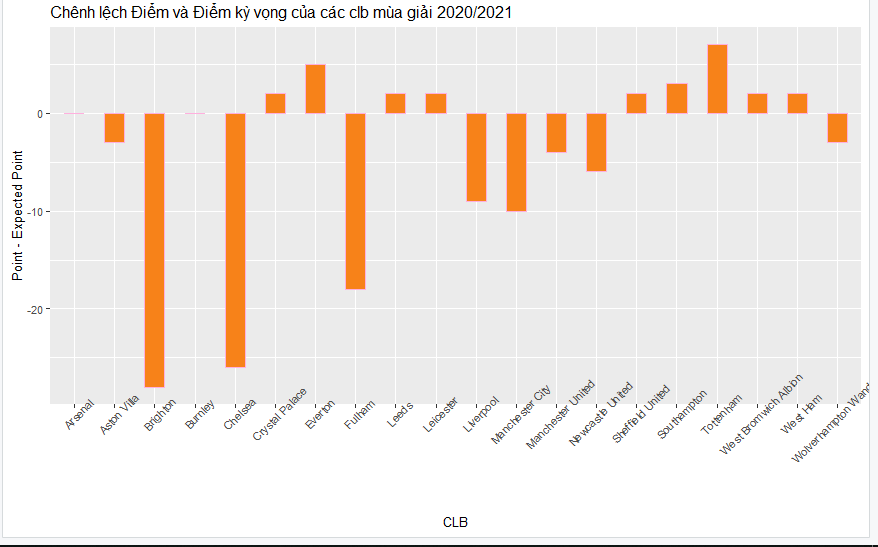 Chênh lệch Điểm và Điểm kỳ vọng của các clb mùa giải 2020/2021
Point - Expected Point
0
-10
-20
Arsenal
Aston Villa
Brighton
Burnley
Chelsea
Crystal Palace
Everton
Fulham
Leeds
Leicester
Liverpool
Manchester City
Manchester United
Newcastle United
Sheffield United
Southampton
Tottenham
West Bromwich Albion
West Ham
Wolverhampton Wand
CLB